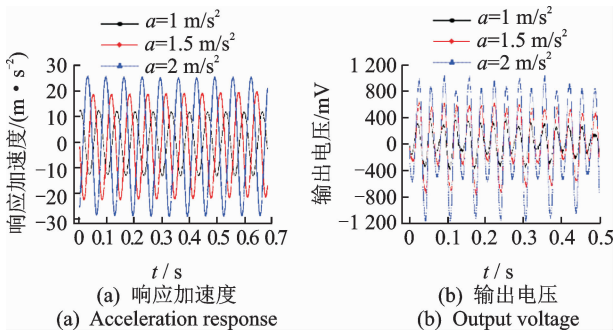 a=1 m/s²
a=1.5 m/s²
a=2 m/s²
30
20
10
0
−10
−20
−30
响应加速度/(m·s⁻²)
0 0.1 0.2 0.3 0.4 0.5 0.6 0.7
t / s
(a) 响应加速度
(a) Acceleration response
a=1 m/s²
a=1.5 m/s²
a=2 m/s²
1 200
800
400
0
−400
−800
−1 200
输出电压/mV
0 0.1 0.2 0.3 0.4 0.5
t / s
(b) 输出电压
(b) Output voltage